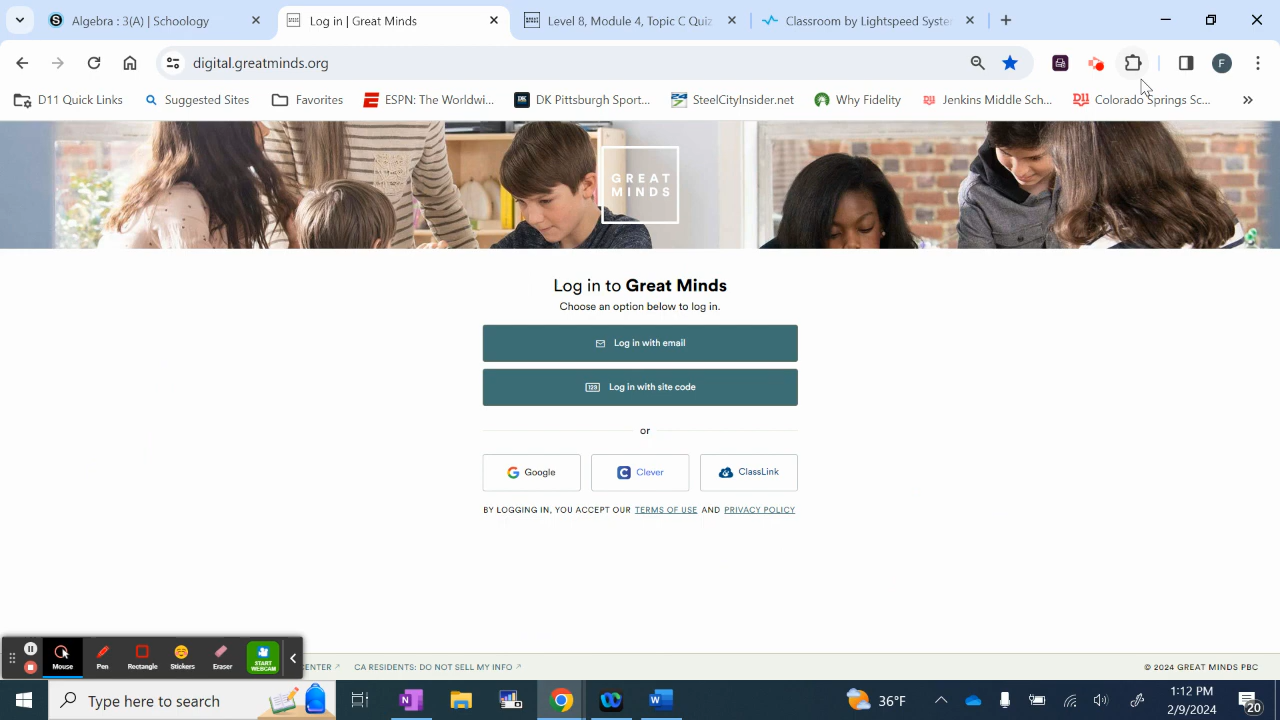 Algebra : 3(A) | Schoology
Log in | Great Minds
Level 8, Module 4, Topic C Quiz
Classroom by Lightspeed Syste
digital.greatminds.org
F
D11 Quick Links
Suggested Sites
Favorites
ESPN: The Worldwi...
DK Pittsburgh Sport...
SteelCityInsider.net
Why Fidelity
Jenkins Middle Sch...
Colorado Springs Sc...
GREAT
MINDS
Log in to Great Minds
Choose an option below to log in.
Log in with email
123 Log in with site code
or
Google
Clever
ClassLink
BY LOGGING IN, YOU ACCEPT OUR TERMS OF USE AND PRIVACY POLICY
Mouse
Pen
Rectangle
Stickers
Eraser
START
WEBCAM
ENTER
CA RESIDENTS: DO NOT SELL MY INFO
© 2024 GREAT MINDS PBC
Type here to search
36°F
1:12 PM
2/9/2024
20